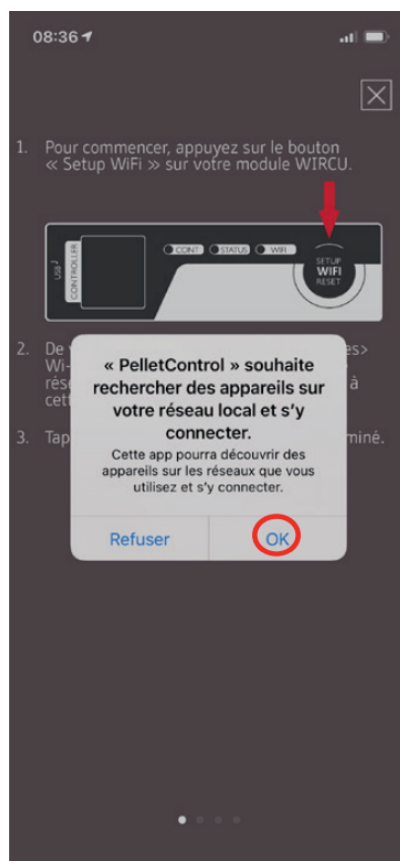 08:36
1. Pour commencer, appuyez sur le bouton
« Setup WiFi » sur votre module WIRCU.
USB
CONTROLLER
CONT
STATUS
WIFI
SETUP
WIFI
RESET
2. De
es>
Wi-
rés
à
cet
3. Tap
miné.
« PelletControl » souhaite
rechercher des appareils sur
votre réseau local et s’y
connecter.
Cette app pourra découvrir des
appareils sur les réseaux que vous
utilisez et s’y connecter.
Refuser
OK